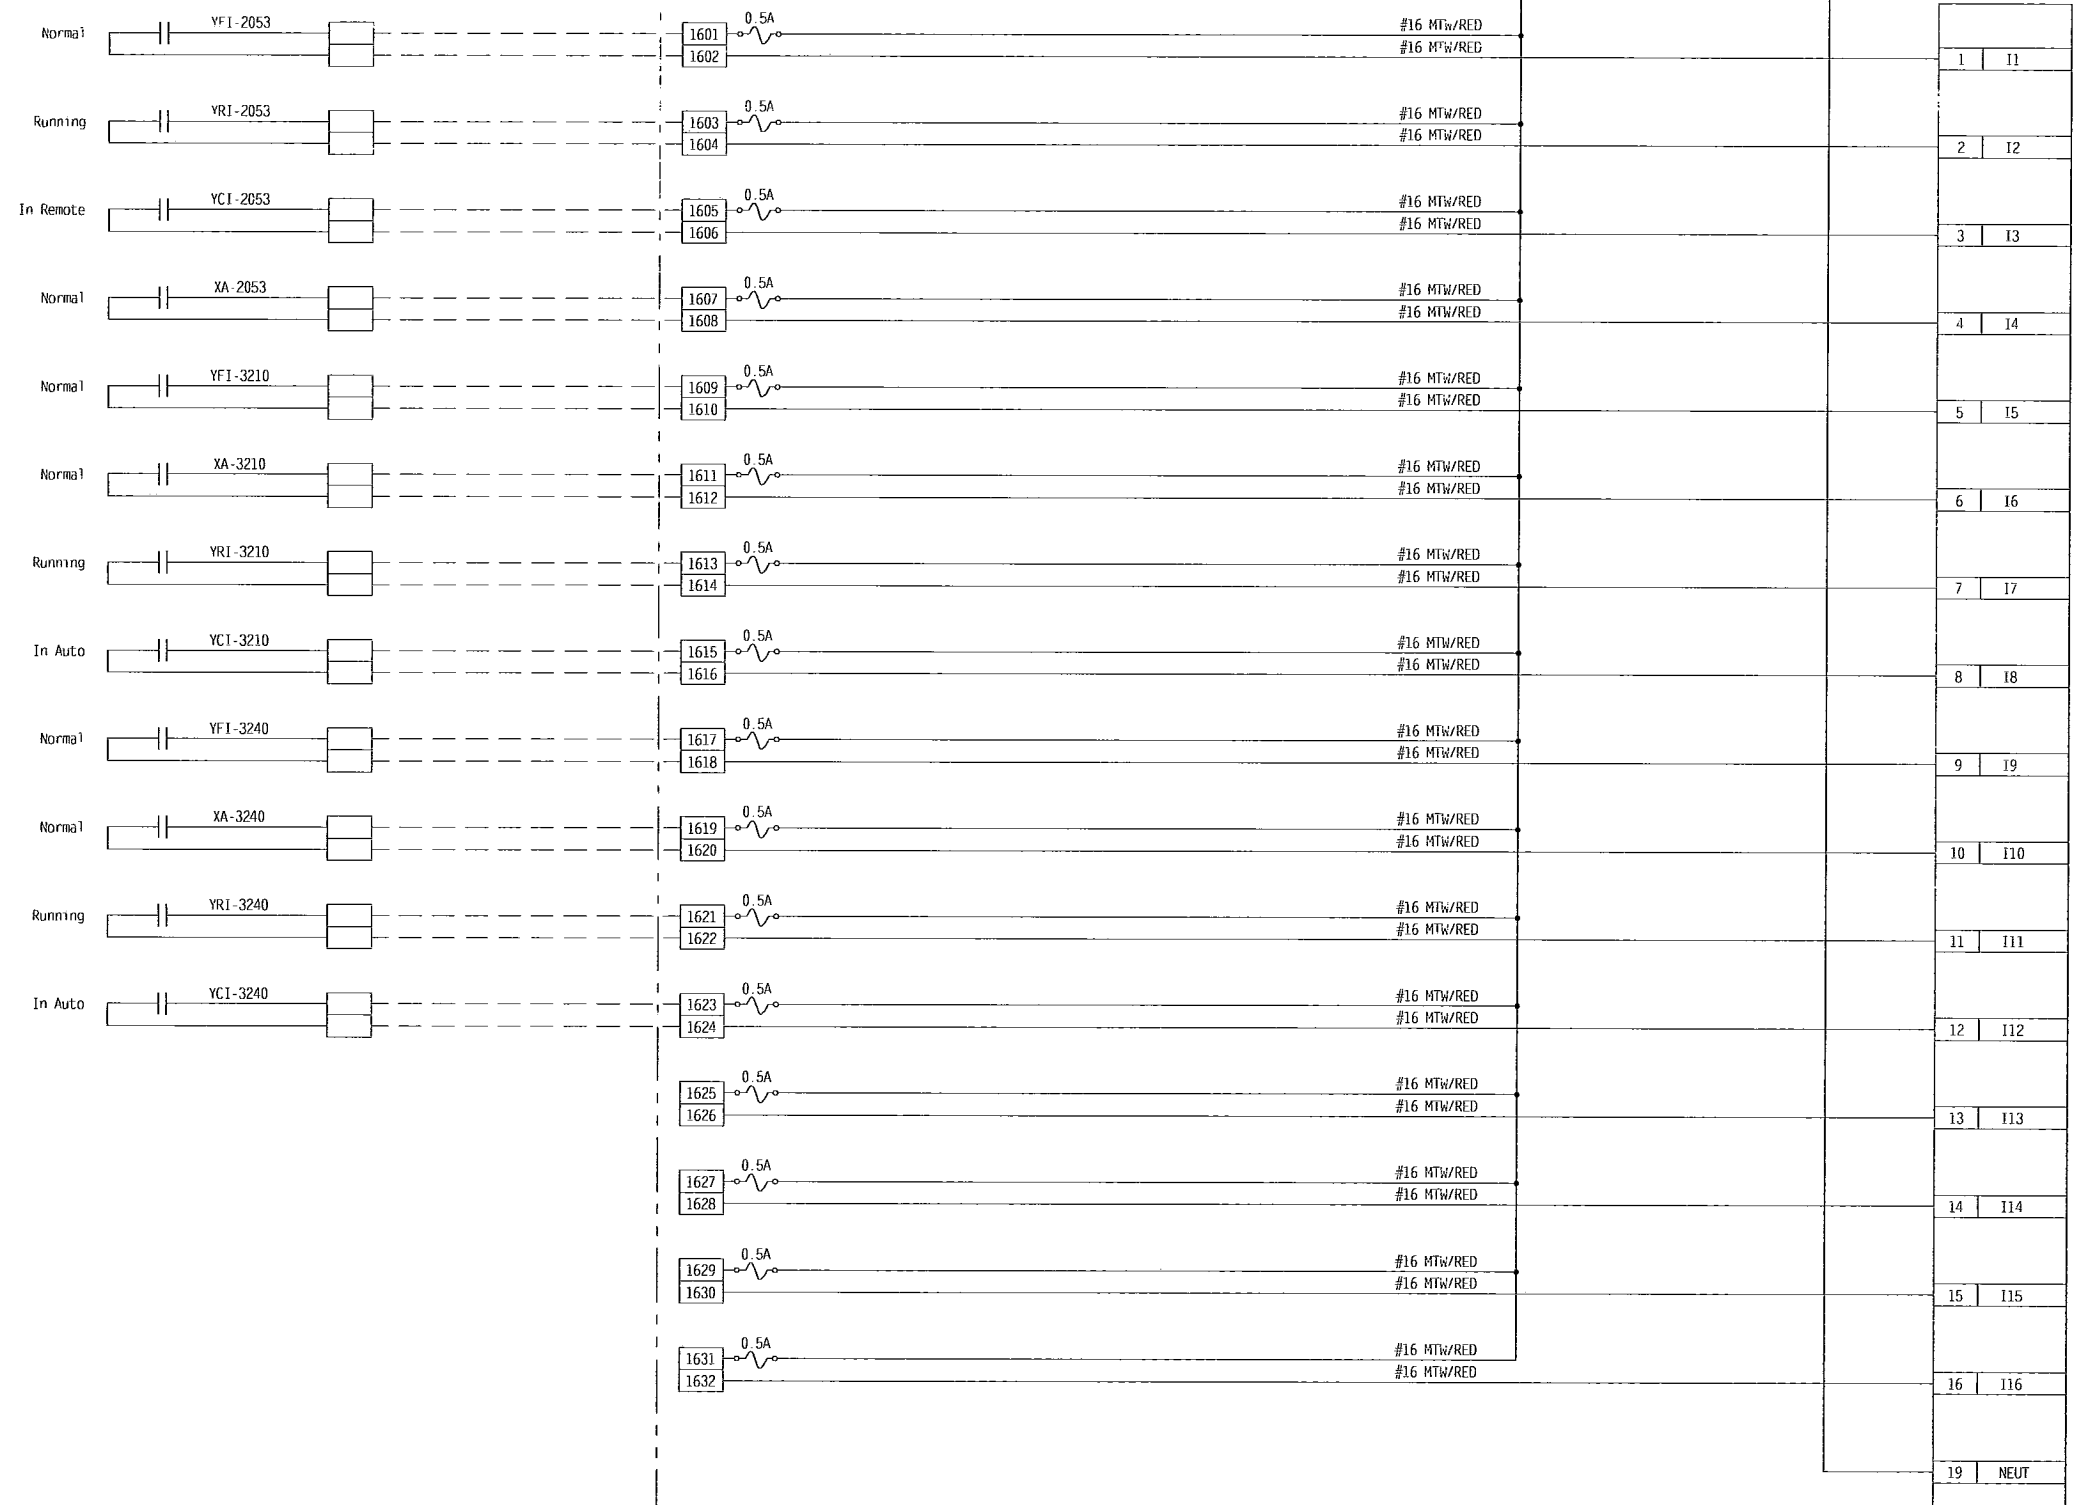 YFI-2053 0.5A #16 MTW/RED
Normal 1601 #16 MTW/RED
1602 1 I1
YRI-2053 0.5A #16 MTW/RED
Running 1603 #16 MTW/RED
1604 2 I2
YCI-2053 0.5A #16 MTW/RED
In Remote 1605 #16 MTW/RED
1606 3 I3
XA-2053 0.5A #16 MTW/RED
Normal 1607 #16 MTW/RED
1608 4 I4
YFI-3210 0.5A #16 MTW/RED
Normal 1609 #16 MTW/RED
1610 5 I5
XA-3210 0.5A #16 MTW/RED
Normal 1611 #16 MTW/RED
1612 6 I6
YRI-3210 0.5A #16 MTW/RED
Running 1613 #16 MTW/RED
1614 7 I7
YCI-3210 0.5A #16 MTW/RED
In Auto 1615 #16 MTW/RED
1616 8 I8
YFI-3240 0.5A #16 MTW/RED
Normal 1617 #16 MTW/RED
1618 9 I9
XA-3240 0.5A #16 MTW/RED
Normal 1619 #16 MTW/RED
1620 10 I10
YRI-3240 0.5A #16 MTW/RED
Running 1621 #16 MTW/RED
1622 11 I11
YCI-3240 0.5A #16 MTW/RED
In Auto 1623 #16 MTW/RED
1624 12 I12
0.5A #16 MTW/RED
1625 #16 MTW/RED
1626 13 I13
0.5A #16 MTW/RED
1627 #16 MTW/RED
1628 14 I14
0.5A #16 MTW/RED
1629 #16 MTW/RED
1630 15 I15
0.5A #16 MTW/RED
1631 #16 MTW/RED
1632 16 I16
19 NEUT